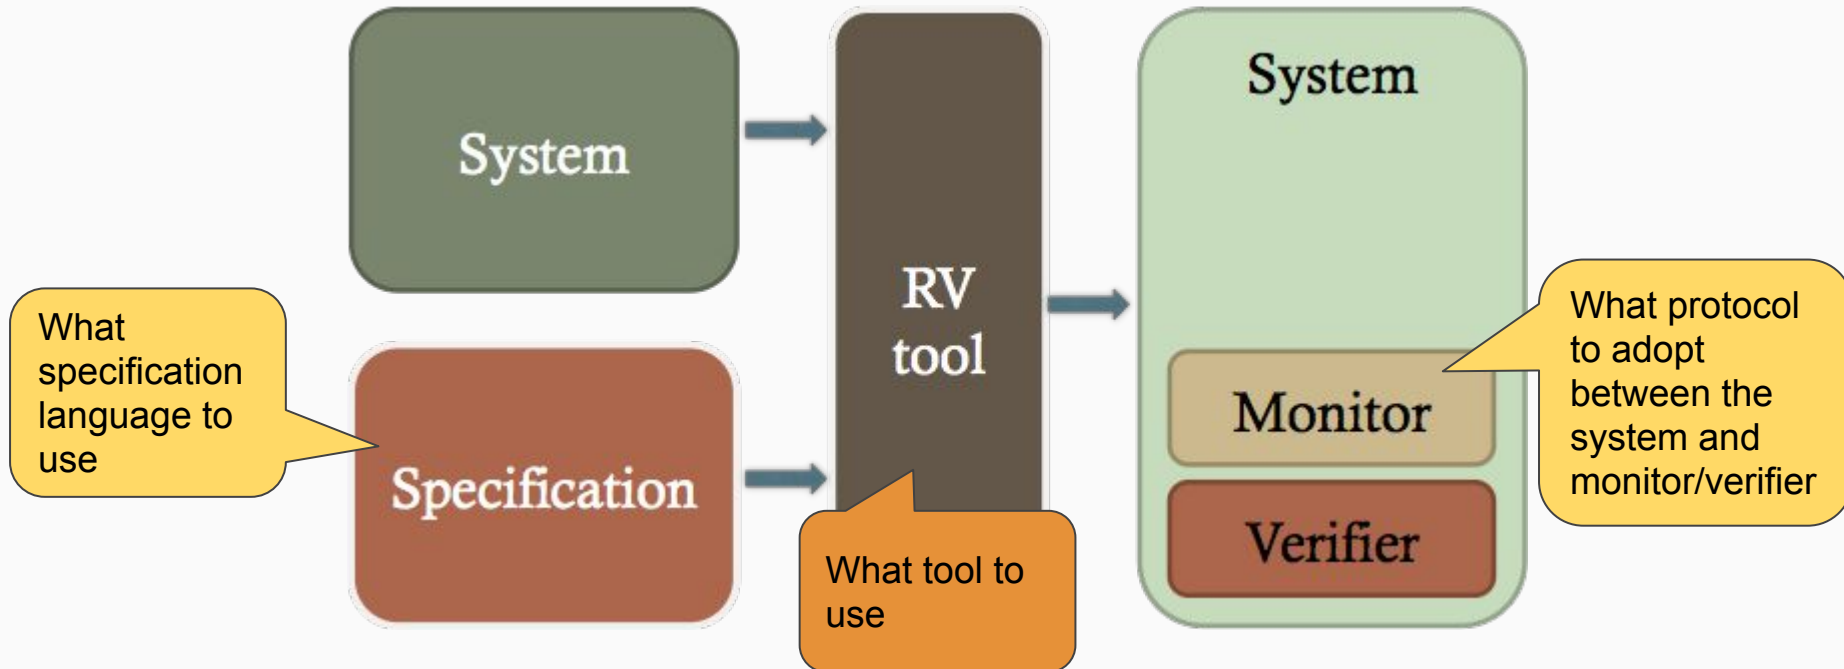 System
Specification
What
specification
language to
use
RV
tool
What tool to
use
System
Monitor
Verifier
What protocol
to adopt
between the
system and
monitor/verifier